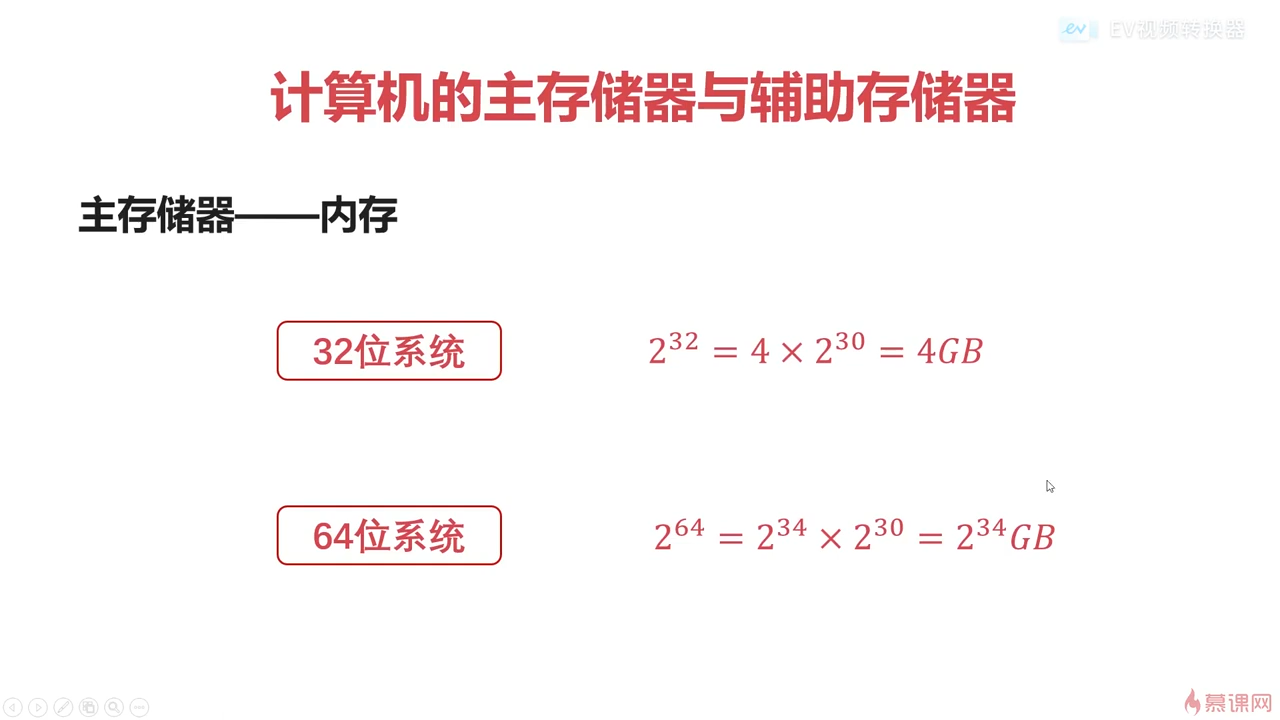 ev EV视频转换器
计算机的主存储器与辅助存储器
主存储器——内存
32位系统 2^32 = 4 × 2^30 = 4GB
64位系统 2^64 = 2^34 × 2^30 = 2^34GB
慕课网